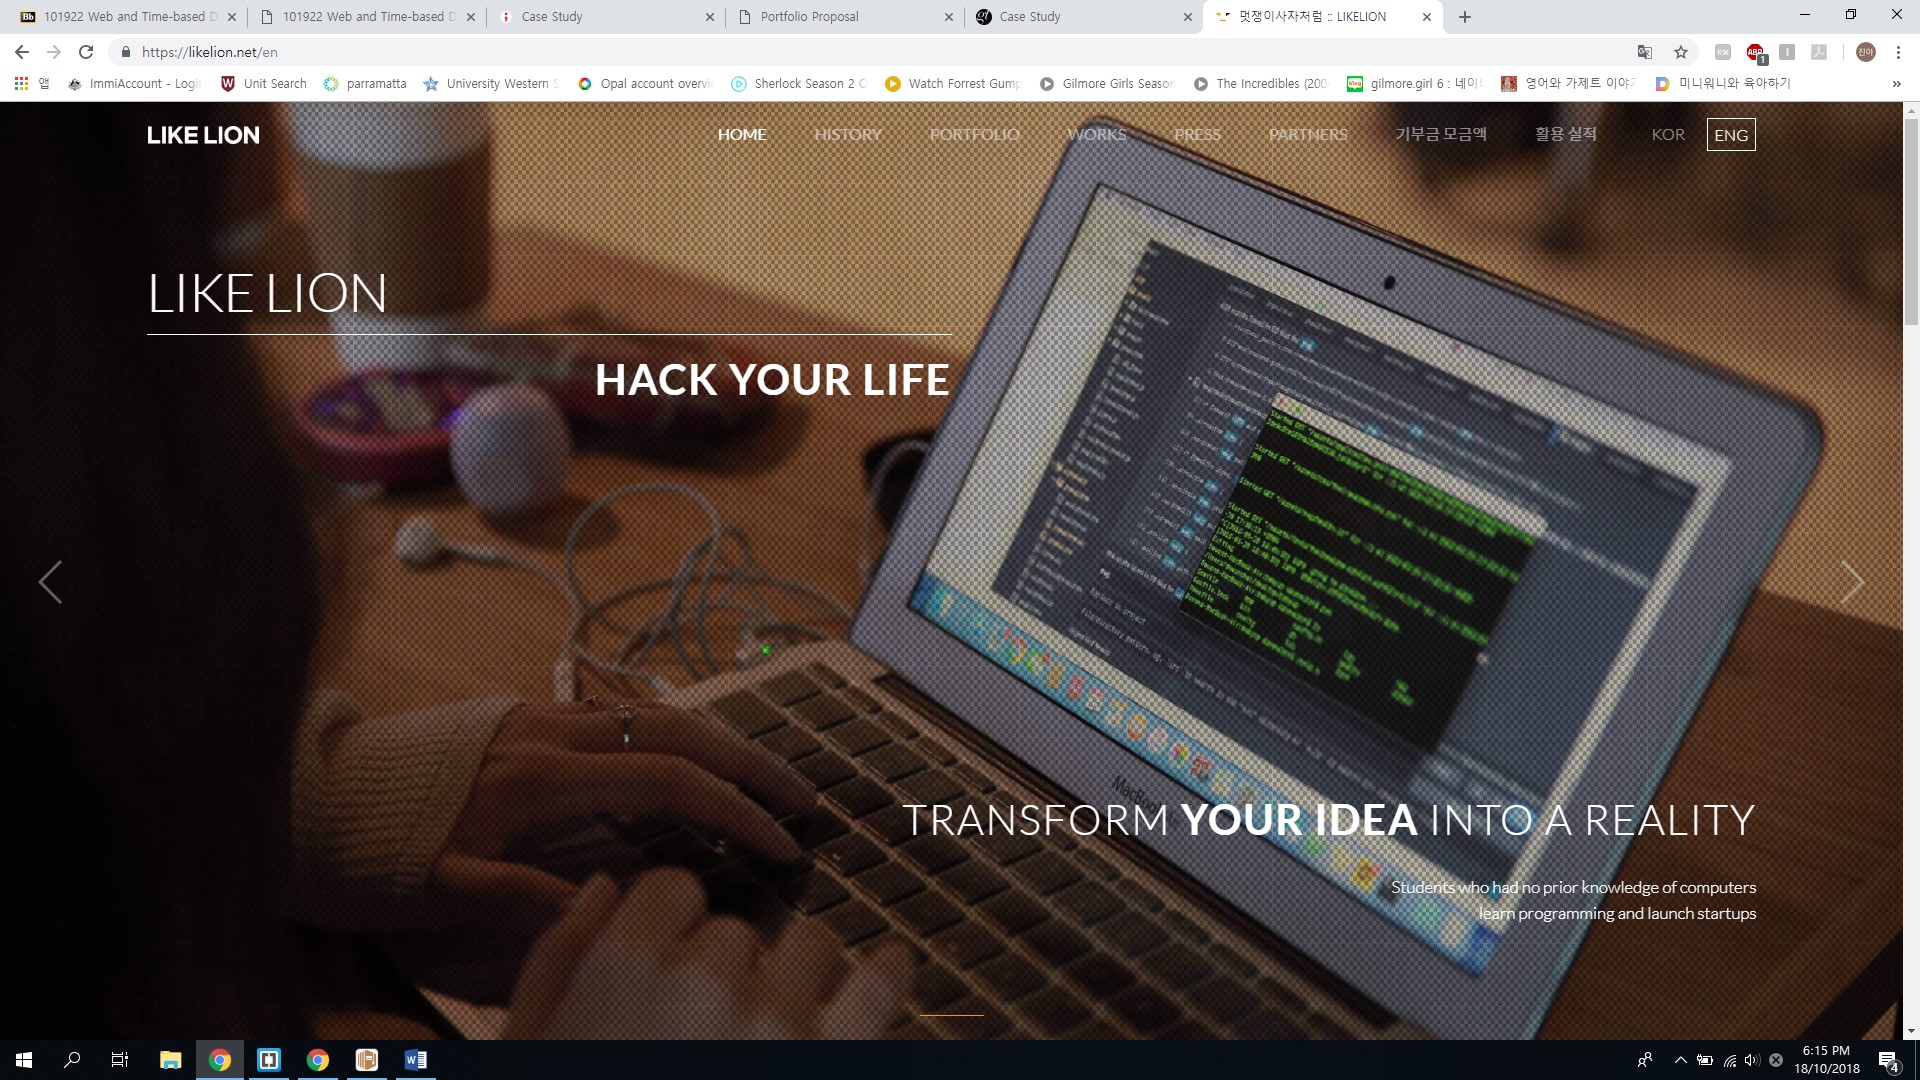 101922 Web and Time-based D
101922 Web and Time-based D
Case Study
Portfolio Proposal
Case Study
멋쟁이사자처럼 :: LIKELION
https://likelion.net/en
앱
ImmiAccount - Login
Unit Search
parramatta
University Western S
Opal account overvi
Sherlock Season 2 O
Watch Forrest Gump
Gilmore Girls Season
The Incredibles (200
gilmore.girl 6 : 네이
영어와 가제트 이야기
미니워니와 육아하기
LIKE LION
HOME
HISTORY
PORTFOLIO
WORKS
PRESS
PARTNERS
기부금 모금액
활용 실적
KOR
ENG
LIKE LION
HACK YOUR LIFE
MacBook
TRANSFORM YOUR IDEA INTO A REALITY
Students who had no prior knowledge of computers
learn programming and launch startups
6:15 PM
18/10/2018
4